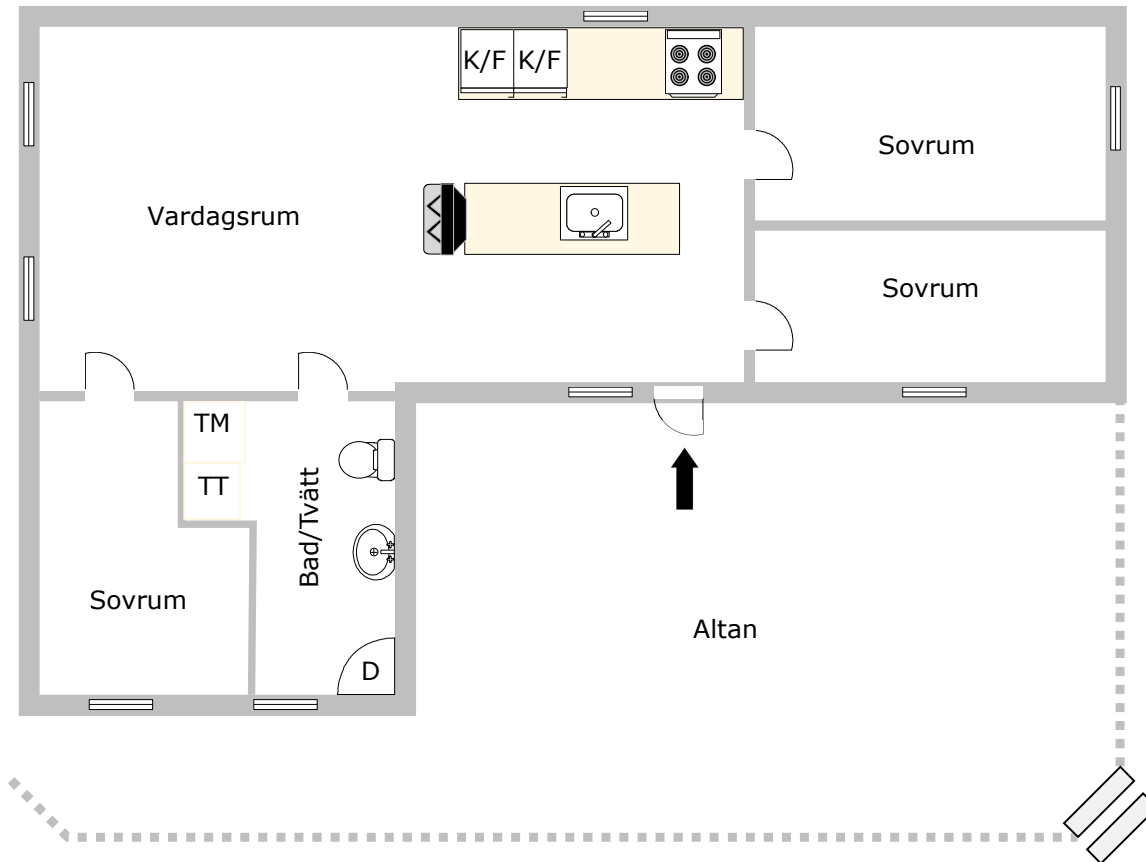 K/F K/F
Sovrum
Vardagsrum
Sovrum
TM
TT
Bad/Tvätt
Sovrum
Altan
D